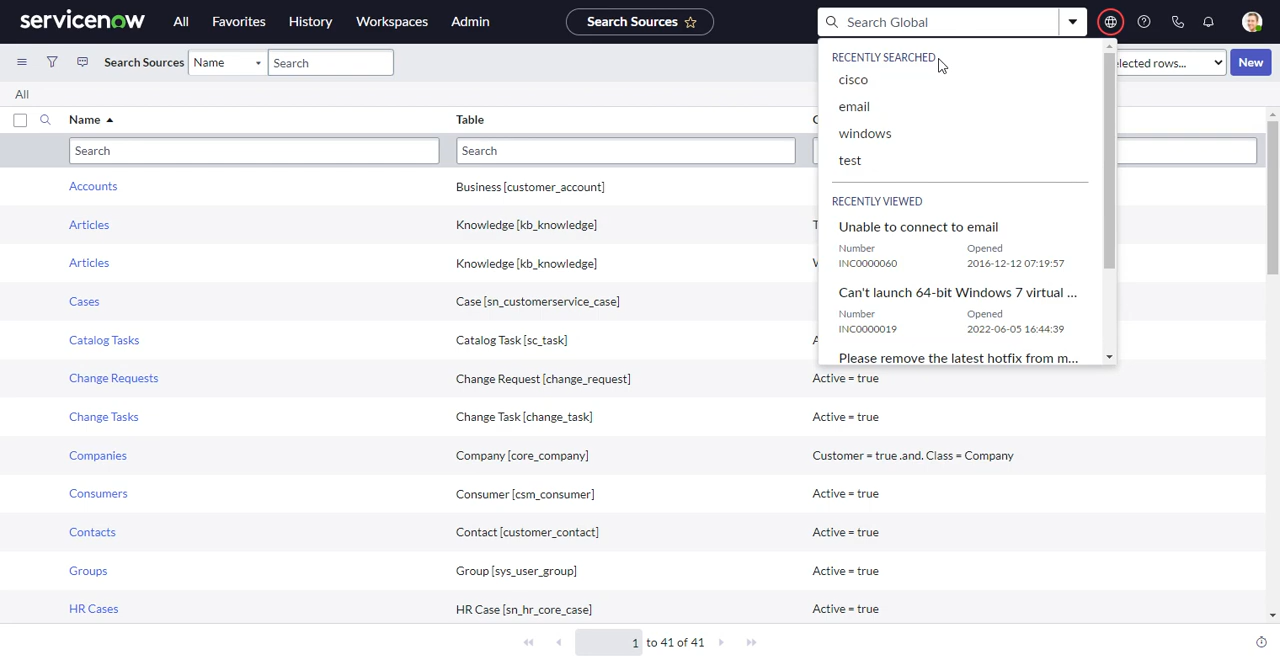 servicenow All Favorites History Workspaces Admin Search Sources Search Global
Search Sources Name Search elected rows... New
All
Name Table
Search Search
Accounts Business [customer_account]
Articles Knowledge [kb_knowledge]
Articles Knowledge [kb_knowledge]
Cases Case [sn_customerservice_case]
Catalog Tasks Catalog Task [sc_task]
Change Requests Change Request [change_request] Active = true
Change Tasks Change Task [change_task] Active = true
Companies Company [core_company] Customer = true .and. Class = Company
Consumers Consumer [csm_consumer] Active = true
Contacts Contact [customer_contact] Active = true
Groups Group [sys_user_group] Active = true
HR Cases HR Case [sn_hr_core_case] Active = true
1 to 41 of 41
RECENTLY SEARCHED
cisco
email
windows
test
RECENTLY VIEWED
Unable to connect to email
Number Opened
INC0000060 2016-12-12 07:19:57
Can't launch 64-bit Windows 7 virtual ...
Number Opened
INC0000019 2022-06-05 16:44:39
Please remove the latest hotfix from m...